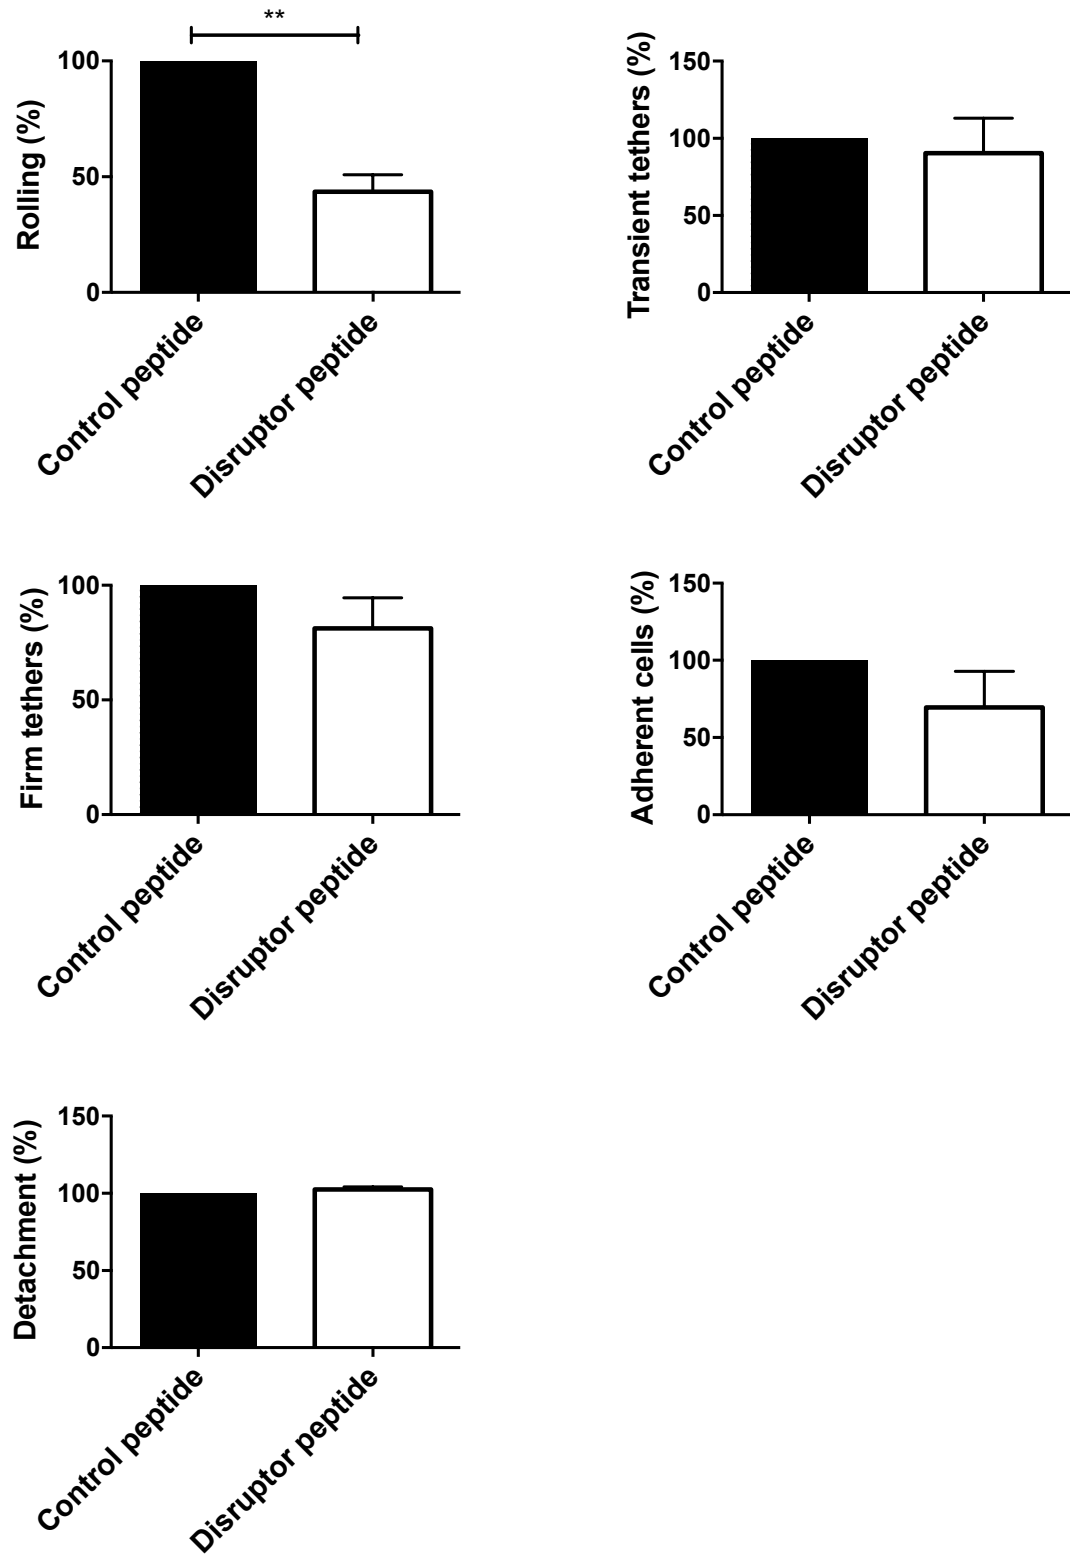 **
Rolling (%)
100
50
0
Control peptide
Disruptor peptide
Transient tethers (%)
150
100
50
0
Control peptide
Disruptor peptide
Firm tethers (%)
100
50
0
Control peptide
Disruptor peptide
Adherent cells (%)
150
100
50
0
Control peptide
Disruptor peptide
Detachment (%)
150
100
50
0
Control peptide
Disruptor peptide